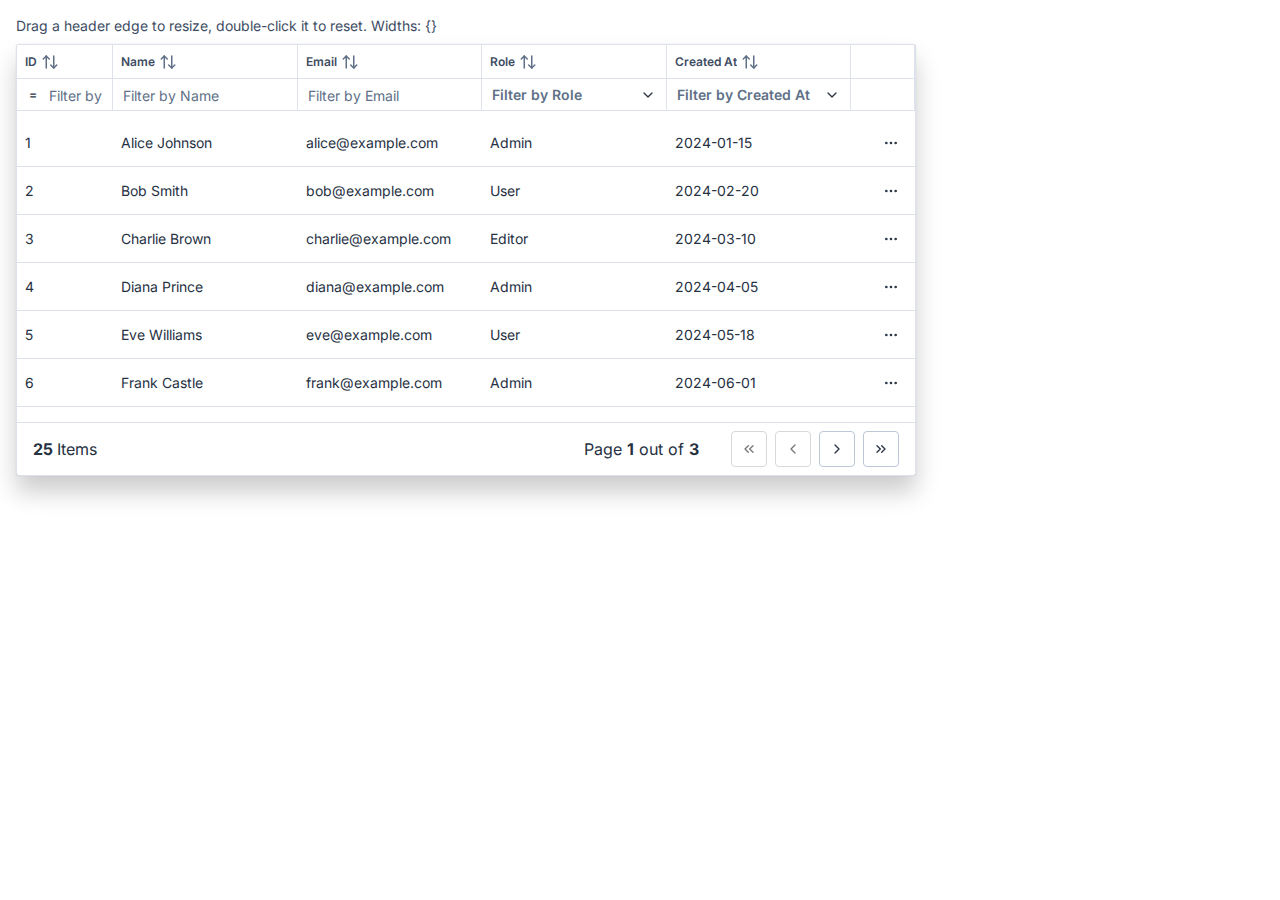 Drag a header edge to resize, double-click it to reset. Widths: {}
ID Name Email Role Created At
= Filter by Filter by Name Filter by Email Filter by Role Filter by Created At
1 Alice Johnson alice@example.com Admin 2024-01-15 ···
2 Bob Smith bob@example.com User 2024-02-20 ···
3 Charlie Brown charlie@example.com Editor 2024-03-10 ···
4 Diana Prince diana@example.com Admin 2024-04-05 ···
5 Eve Williams eve@example.com User 2024-05-18 ···
6 Frank Castle frank@example.com Admin 2024-06-01 ···
25 Items Page 1 out of 3